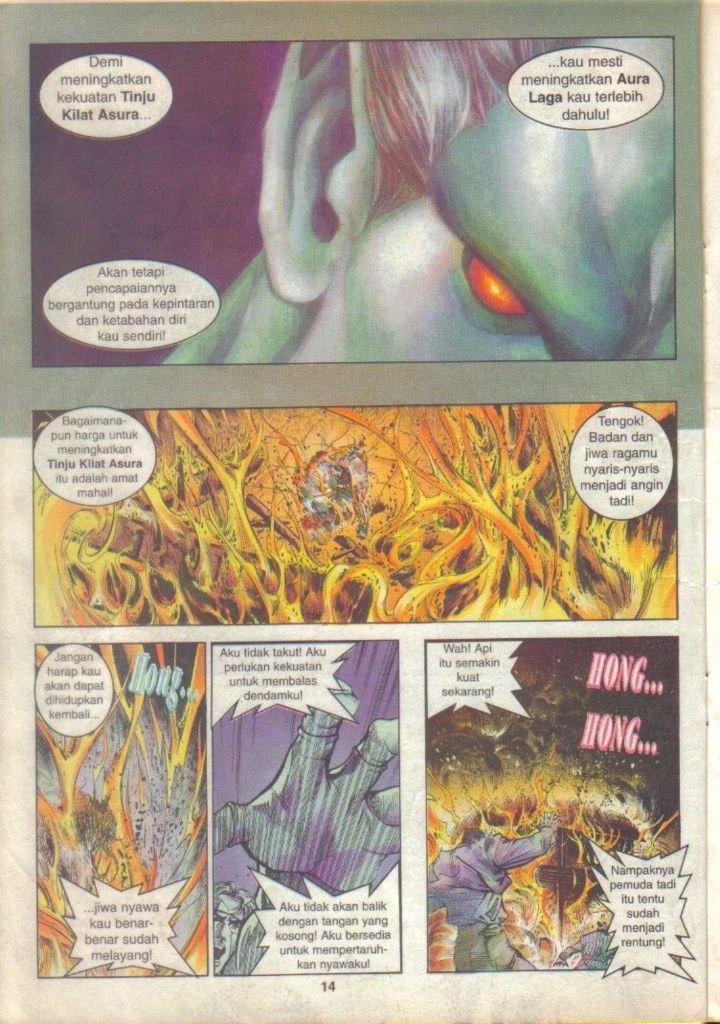 Demi
meningkatkan
kekuatan Tinju
Kilat Asura...
...kau mesti
meningkatkan Aura
Laga kau terlebih
dahulu!
Akan tetapi
pencapaiannya
bergantung pada kepintaran
dan ketabahan diri
kau sendiri!
Bagaimana-
pun harga untuk
meningkatkan
Tinju Kilat Asura
itu adalah amat
mahal!
Tengok!
Badan dan
jiwa ragamu
nyaris-nyaris
menjadi angin
tadi!
Jangan
harap kau
akan dapat
dihidupkan
kembali...
Hong...
...jiwa nyawa
kau benar-
benar sudah
melayang!
Aku tidak takut! Aku
perlukan kekuatan
untuk membalas
dendamku!
Aku tidak akan balik
dengan tangan yang
kosong! Aku bersedia
untuk mempertaruh-
kan nyawaku!
Wah! Api
itu semakin
kuat
sekarang!
HONG...
HONG...
Nampaknya
pemuda tadi
itu tentu
sudah
menjadi
rentung!
14